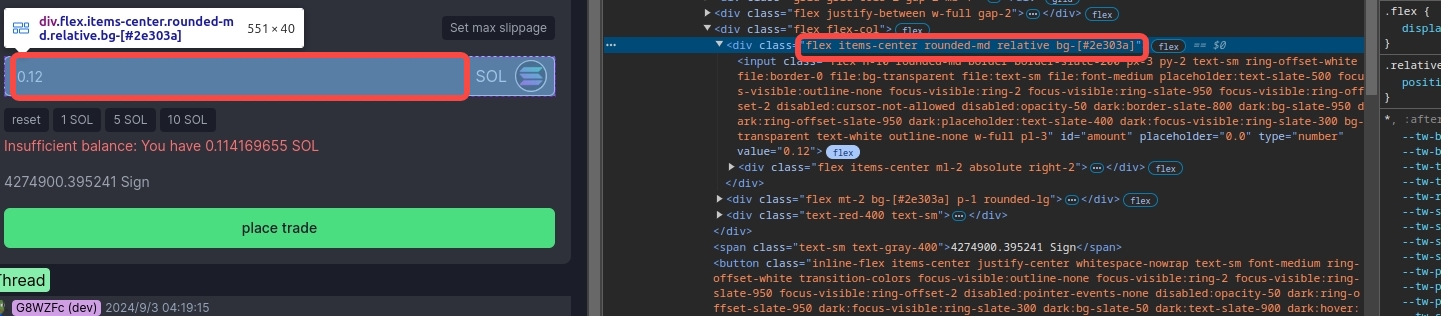 div.flex.items-center.rounded-m
d.relative.bg-[#2e303a]
551 × 40
Set max slippage
0.12
SOL
reset
1 SOL
5 SOL
10 SOL
Insufficient balance: You have 0.114169655 SOL
4274900.395241 Sign
place trade
Thread
G8WZFc (dev) 2024/9/3 04:19:15
<div class="flex justify-between w-full gap-2">⋯</div> flex
<div class="flex flex-col"> flex
<div class="flex items-center rounded-md relative bg-[#2e303a]"> flex == $0
<input class="flex h-10 rounded-md border border-slate-200 px-3 py-2 text-sm ring-offset-white
file:border-0 file:bg-transparent file:text-sm file:font-medium placeholder:text-slate-500 focu
s-visible:outline-none focus-visible:ring-2 focus-visible:ring-slate-950 focus-visible:ring-off
set-2 disabled:cursor-not-allowed disabled:opacity-50 dark:border-slate-800 dark:bg-slate-950 d
ark:ring-offset-slate-950 dark:placeholder:text-slate-400 dark:focus-visible:ring-slate-300 bg-
transparent text-white outline-none w-full pl-3" id="amount" placeholder="0.0" type="number"
value="0.12"> flex
<div class="flex items-center ml-2 absolute right-2">⋯</div> flex
</div>
<div class="flex mt-2 bg-[#2e303a] p-1 rounded-lg">⋯</div> flex
<div class="text-red-400 text-sm">⋯</div>
</div>
<span class="text-sm text-gray-400">4274900.395241 Sign</span>
<button class="inline-flex items-center justify-center whitespace-nowrap text-sm font-medium ring-
offset-white transition-colors focus-visible:outline-none focus-visible:ring-2 focus-visible:ring-
slate-950 focus-visible:ring-offset-2 disabled:pointer-events-none disabled:opacity-50 dark:ring-o
ffset-slate-950 dark:focus-visible:ring-slate-300 bg-green-400 text-primary dark:bg-slate-900 dark:hover:
.flex {
displa
}
.relative
positi
}
*, :afte
--tw-b
--tw-b
--tw-t
--tw-t
--tw-r
--tw-s
--tw-s
--tw-s
--tw-p
--tw-p